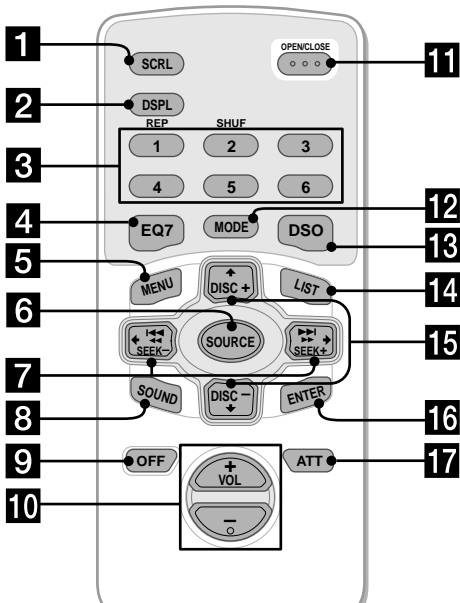 1
SCRL
OPEN/CLOSE
11
2
DSPL
REP
SHUF
3
1
2
3
4
5
6
4
EQ7
MODE
DSO
12
13
5
MENU
DISC +
LIST
14
6
SOURCE
15
7
SEEK–
SEEK+
8
SOUND
DISC –
ENTER
16
9
OFF
ATT
17
10
+
VOL
–